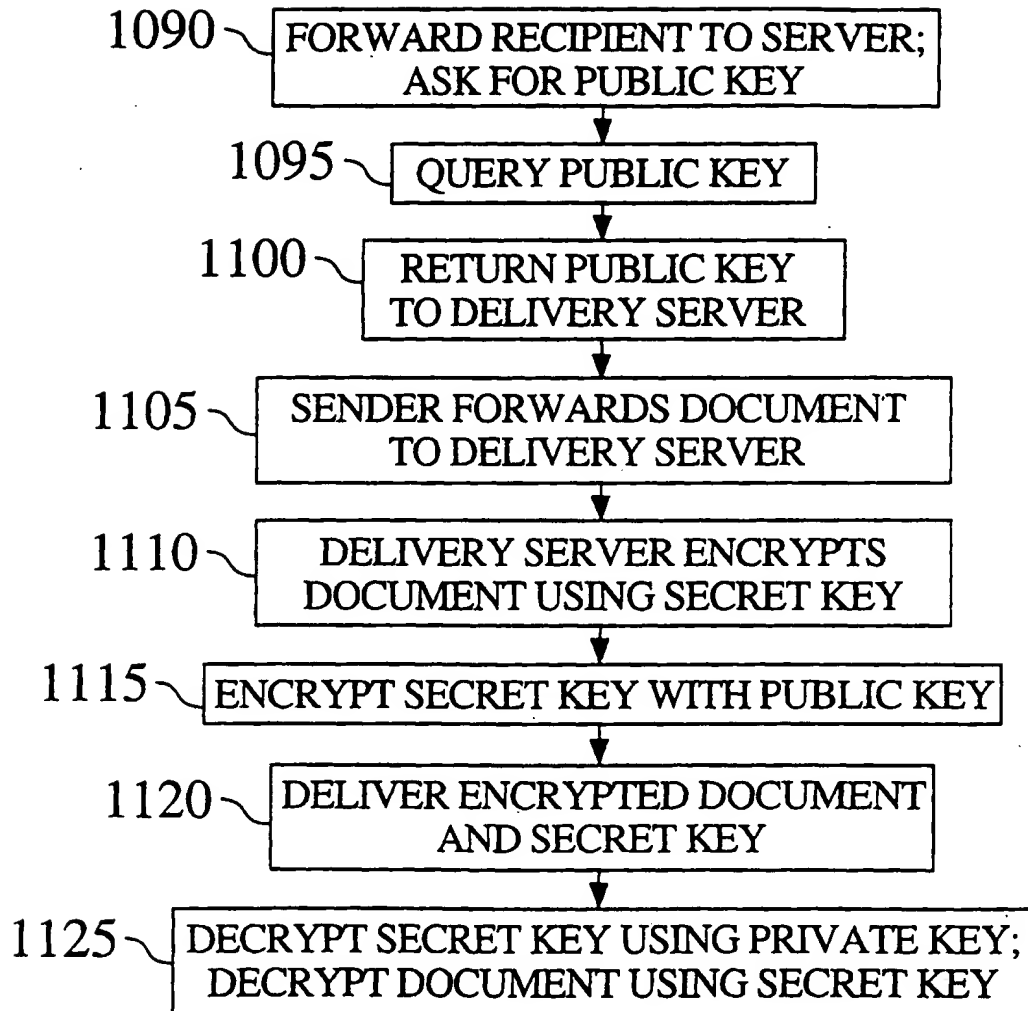 1090
FORWARD RECIPIENT TO SERVER;
ASK FOR PUBLIC KEY
1095
QUERY PUBLIC KEY
1100
RETURN PUBLIC KEY
TO DELIVERY SERVER
1105
SENDER FORWARDS DOCUMENT
TO DELIVERY SERVER
1110
DELIVERY SERVER ENCRYPTS
DOCUMENT USING SECRET KEY
1115
ENCRYPT SECRET KEY WITH PUBLIC KEY
1120
DELIVER ENCRYPTED DOCUMENT
AND SECRET KEY
1125
DECRYPT SECRET KEY USING PRIVATE KEY;
DECRYPT DOCUMENT USING SECRET KEY